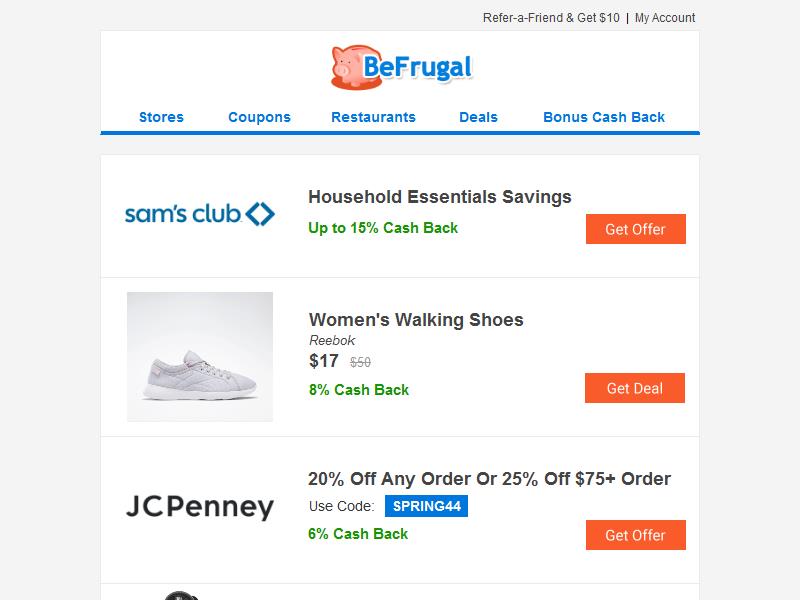 Refer-a-Friend & Get $10 | My Account
BeFrugal
Stores Coupons Restaurants Deals Bonus Cash Back
sam's club
Household Essentials Savings
Up to 15% Cash Back
Get Offer
Women's Walking Shoes
Reebok
$17 $50
8% Cash Back
Get Deal
JCPenney
20% Off Any Order Or 25% Off $75+ Order
Use Code: SPRING44
6% Cash Back
Get Offer